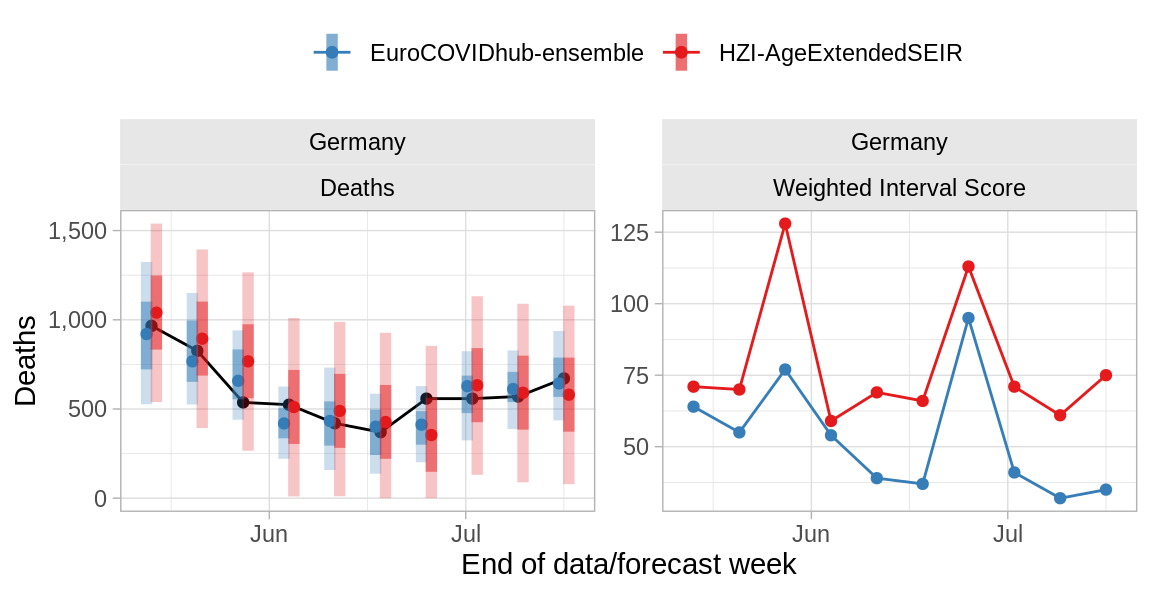 EuroCOVIDhub-ensemble HZI-AgeExtendedSEIR
Germany Germany
Deaths Weighted Interval Score
Deaths
1,500
1,000
500
0
125
100
75
50
Jun Jul Jun Jul
End of data/forecast week